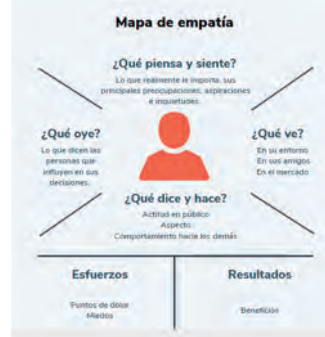 Mapa de empatía
¿Qué piensa y siente?
Lo que realmente le importa, sus
principales preocupaciones, aspiraciones
e inquietudes.
¿Qué oye?
Lo que dicen las
personas que
influyen en sus
decisiones.
¿Qué ve?
En su entorno
En sus amigos
En el mercado
¿Qué dice y hace?
Actitud en público
Aspecto
Comportamiento hacia los demás
Esfuerzos
Puntos de dolor
Miedos
Resultados
Beneficios